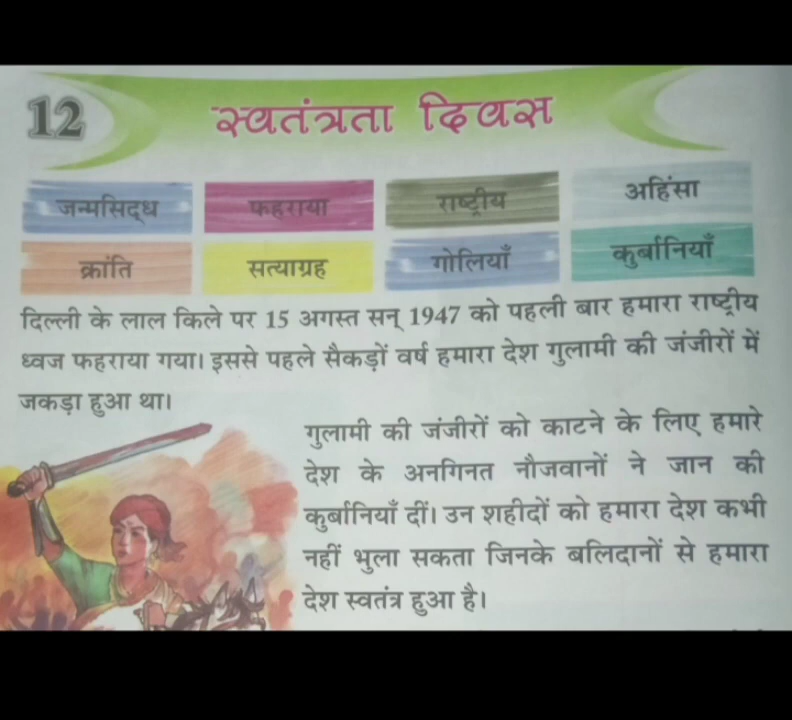 12
स्वतंत्रता दिवस
जन्मसिद्ध फहराया राष्ट्रीय अहिंसा
क्रांति सत्याग्रह गोलियाँ कुर्बानियाँ
दिल्ली के लाल किले पर 15 अगस्त सन् 1947 को पहली बार हमारा राष्ट्रीय
ध्वज फहराया गया। इससे पहले सैकड़ों वर्ष हमारा देश गुलामी की जंजीरों में
जकड़ा हुआ था।
गुलामी की जंजीरों को काटने के लिए हमारे
देश के अनगिनत नौजवानों ने जान की
कुर्बानियाँ दीं। उन शहीदों को हमारा देश कभी
नहीं भुला सकता जिनके बलिदानों से हमारा
देश स्वतंत्र हुआ है।